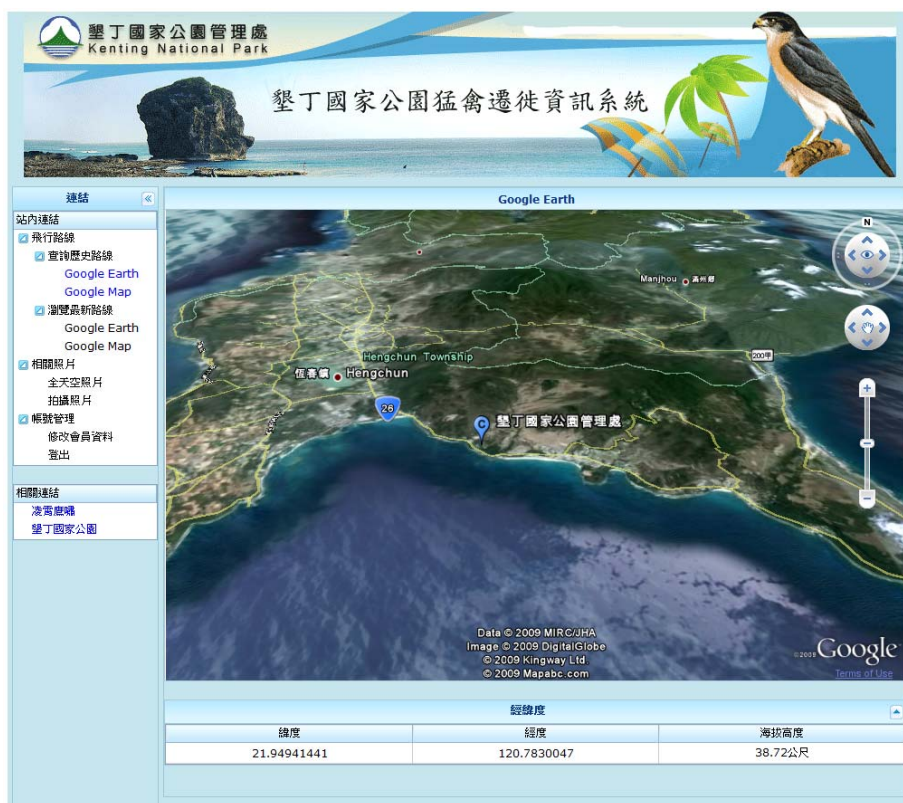 墾丁國家公園管理處
Kenting National Park
墾丁國家公園猛禽遷徙資訊系統
連結
«
站內連結
飛行路線
查詢歷史路線
Google Earth
Google Map
瀏覽最新路線
Google Earth
Google Map
相關照片
全天空照片
拍攝照片
帳號管理
修改會員資料
登出
相關連結
凌霄鷹嘯
墾丁國家公園
Google Earth
N
Manjhou 滿州鄉
200甲
Hengchun Township
恆春鎮 Hengchun
26
C 墾丁國家公園管理處
Data © 2009 MIRC/JHA
Image © 2009 DigitalGlobe
© 2009 Kingway Ltd.
© 2009 Mapabc.com
©2009 Google
Terms of Use
經緯度
緯度 經度 海拔高度
21.94941441 120.7830047 38.72公尺